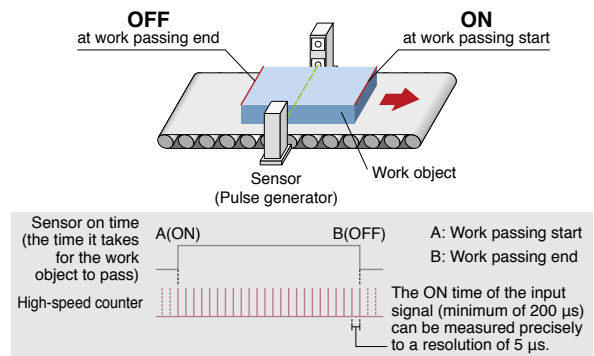 OFF
at work passing end
ON
at work passing start
Work object
Sensor
(Pulse generator)
Sensor on time
(the time it takes
for the work
object to pass)
A(ON)
B(OFF)
A: Work passing start
B: Work passing end
High-speed counter
The ON time of the input
signal (minimum of 200 µs)
can be measured precisely
to a resolution of 5 µs.